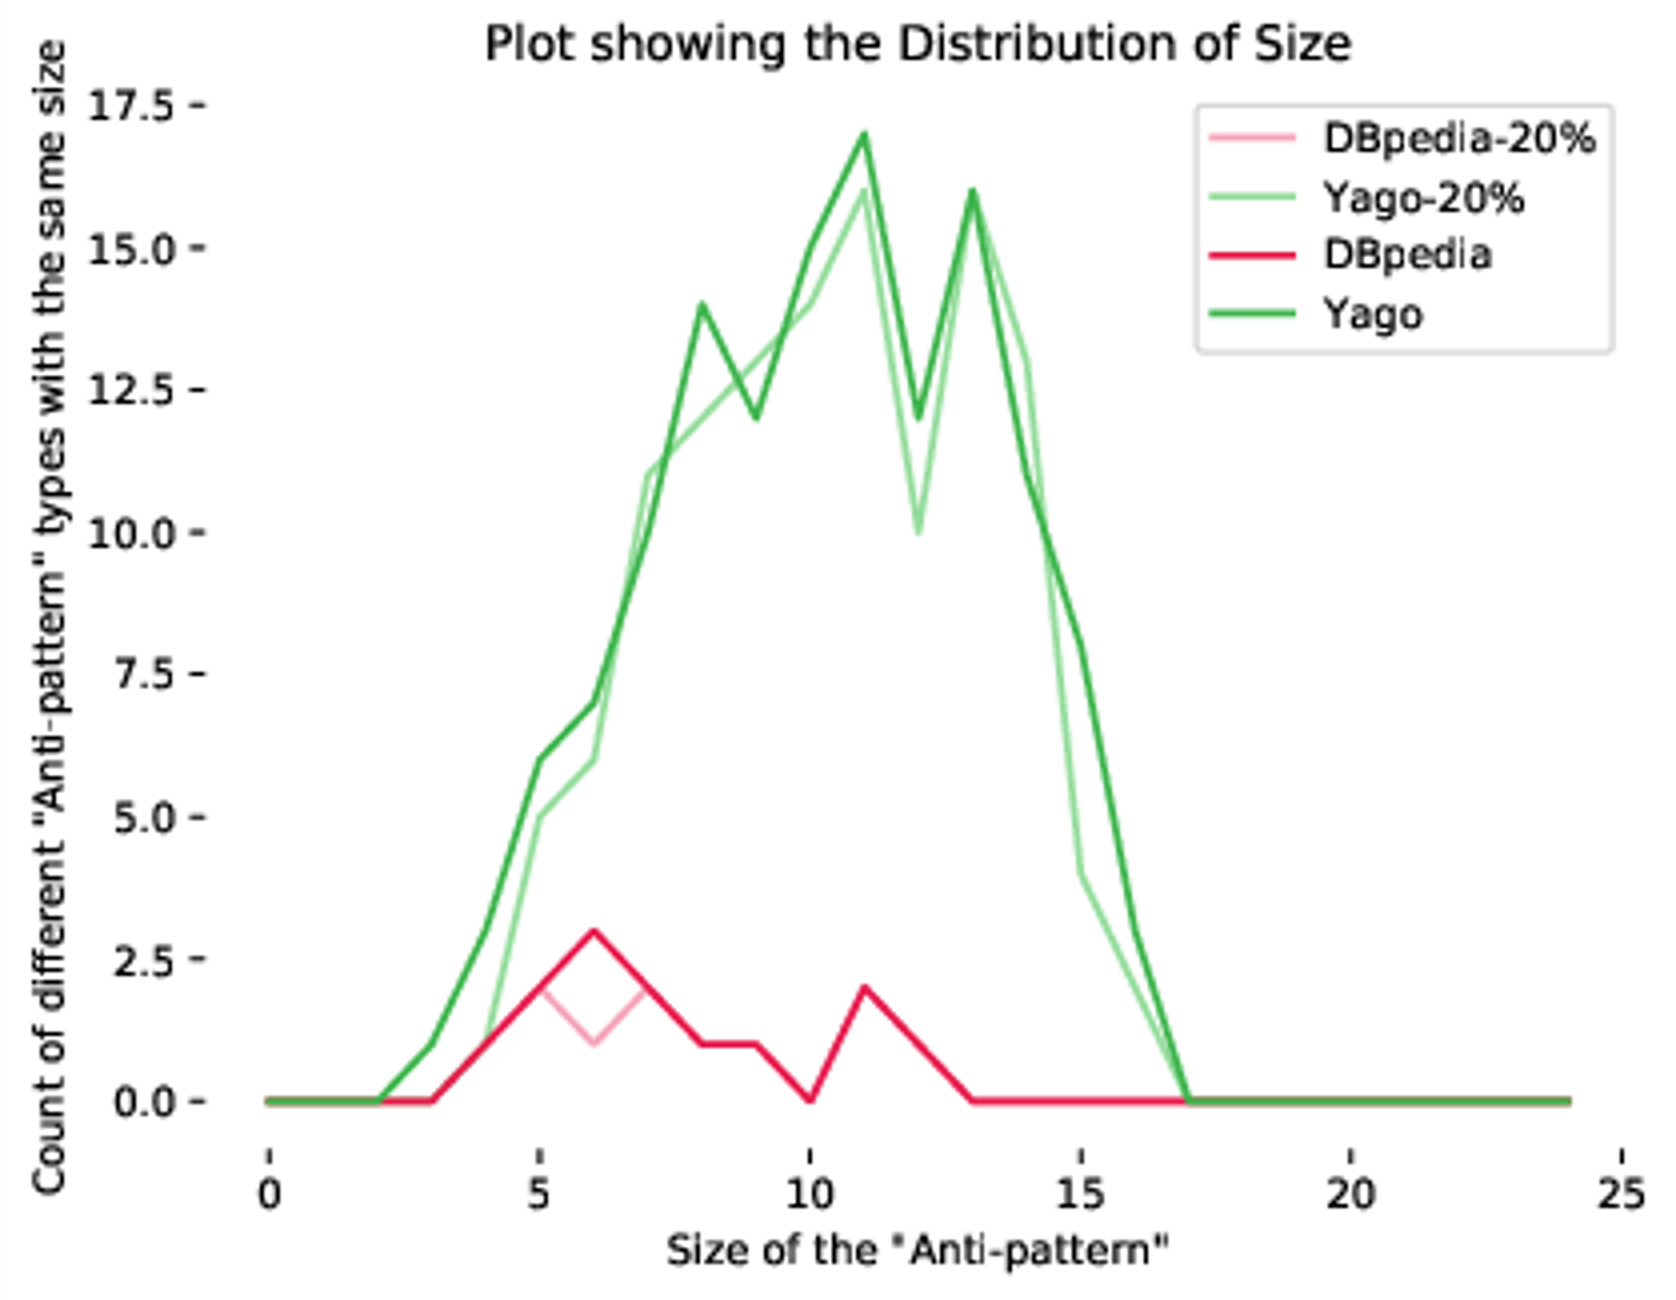 Plot showing the Distribution of Size
Count of different "Anti-pattern" types with the same size
17.5
15.0
12.5
10.0
7.5
5.0
2.5
0.0
DBpedia-20%
Yago-20%
DBpedia
Yago
0 5 10 15 20 25
Size of the "Anti-pattern"